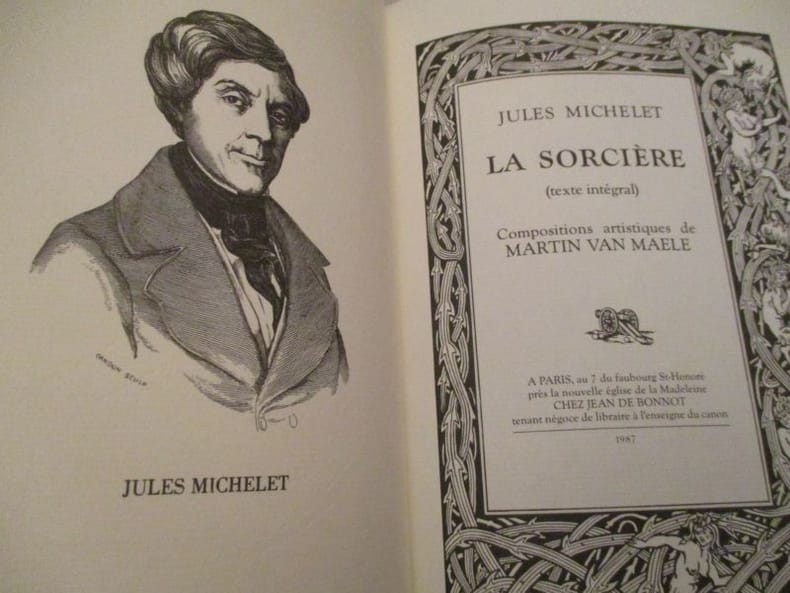 GANDON SCULP
JULES MICHELET
JULES MICHELET
LA SORCIÈRE
(texte intégral)
Compositions artistiques de
MARTIN VAN MAELE
A PARIS, au 7 du faubourg St-Honoré
près la nouvelle église de la Madeleine
CHEZ JEAN DE BONNOT
tenant négoce de libraire à l'enseigne du canon
1987